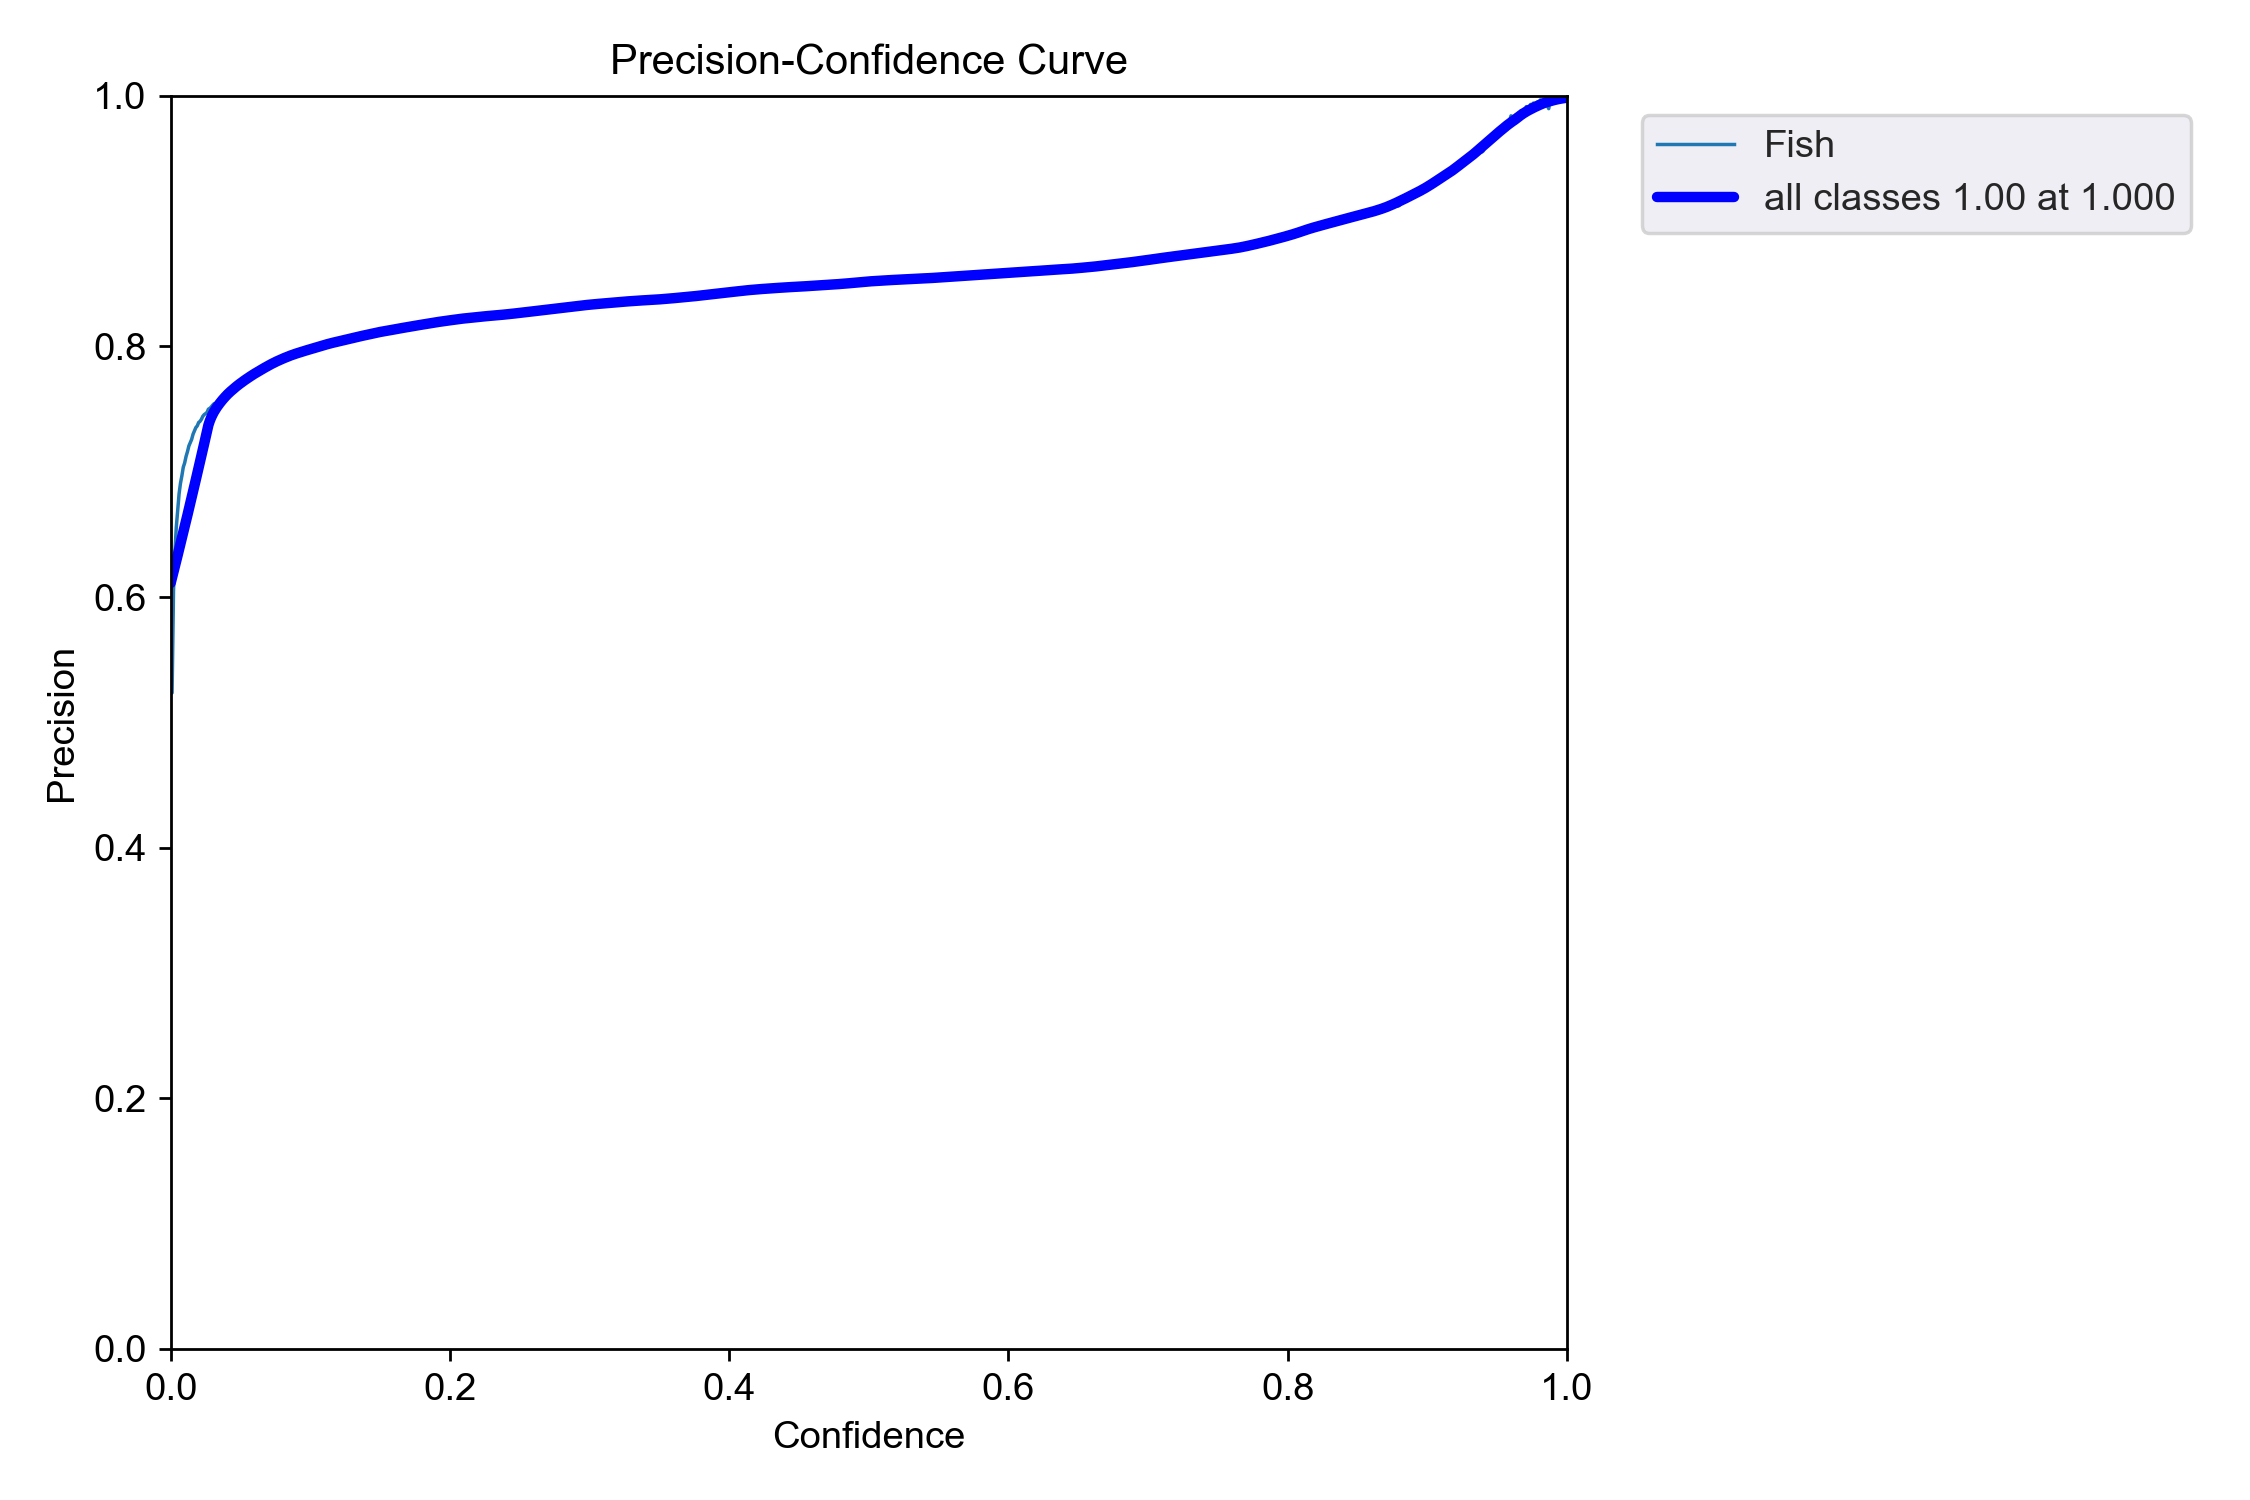 Precision-Confidence Curve
1.0
0.8
0.6
0.4
0.2
0.0
Precision
0.0 0.2 0.4 0.6 0.8 1.0
Confidence
Fish
all classes 1.00 at 1.000